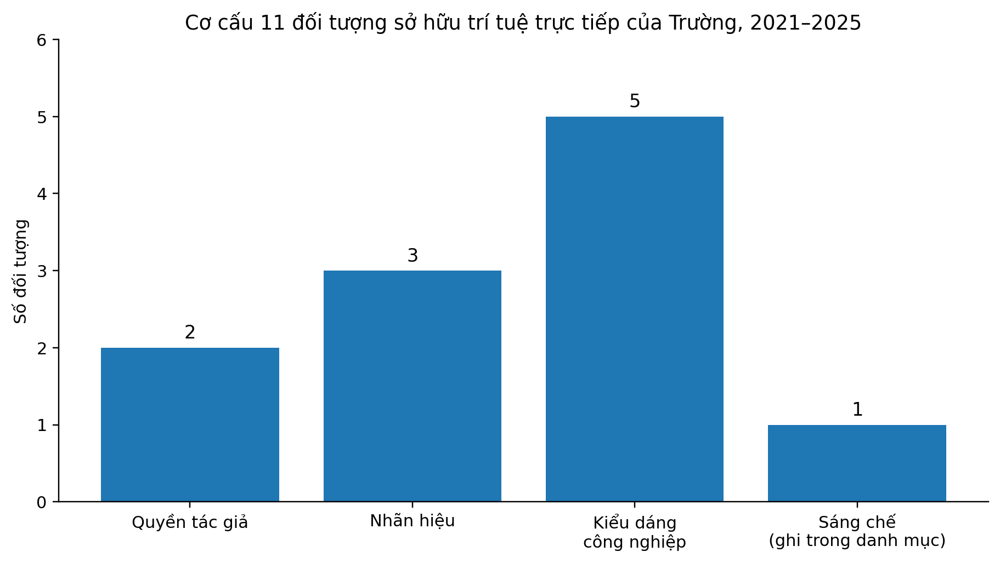 Cơ cấu 11 đối tượng sở hữu trí tuệ trực tiếp của Trường, 2021–2025
Số đối tượng
6
5
4
3
2
1
0
2
3
5
1
Quyền tác giả
Nhãn hiệu
Kiểu dáng
công nghiệp
Sáng chế
(ghi trong danh mục)